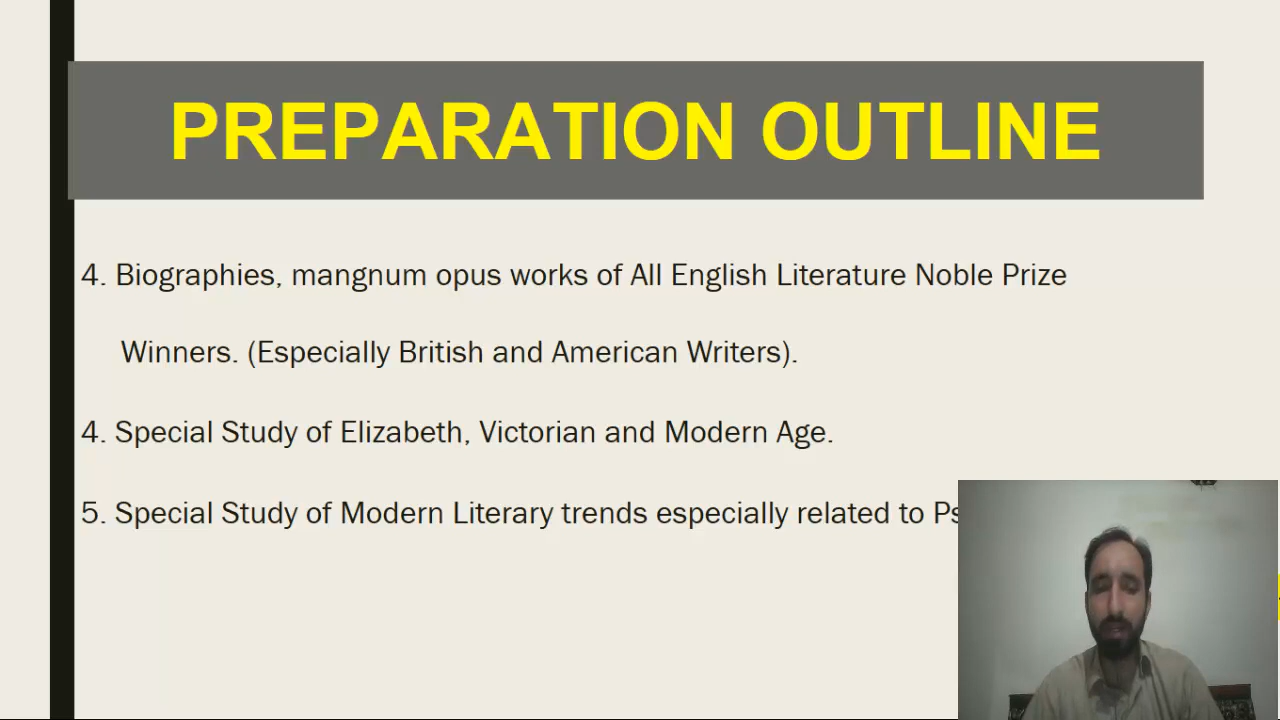 PREPARATION OUTLINE
4. Biographies, mangnum opus works of All English Literature Noble Prize
Winners. (Especially British and American Writers).
4. Special Study of Elizabeth, Victorian and Modern Age.
5. Special Study of Modern Literary trends especially related to